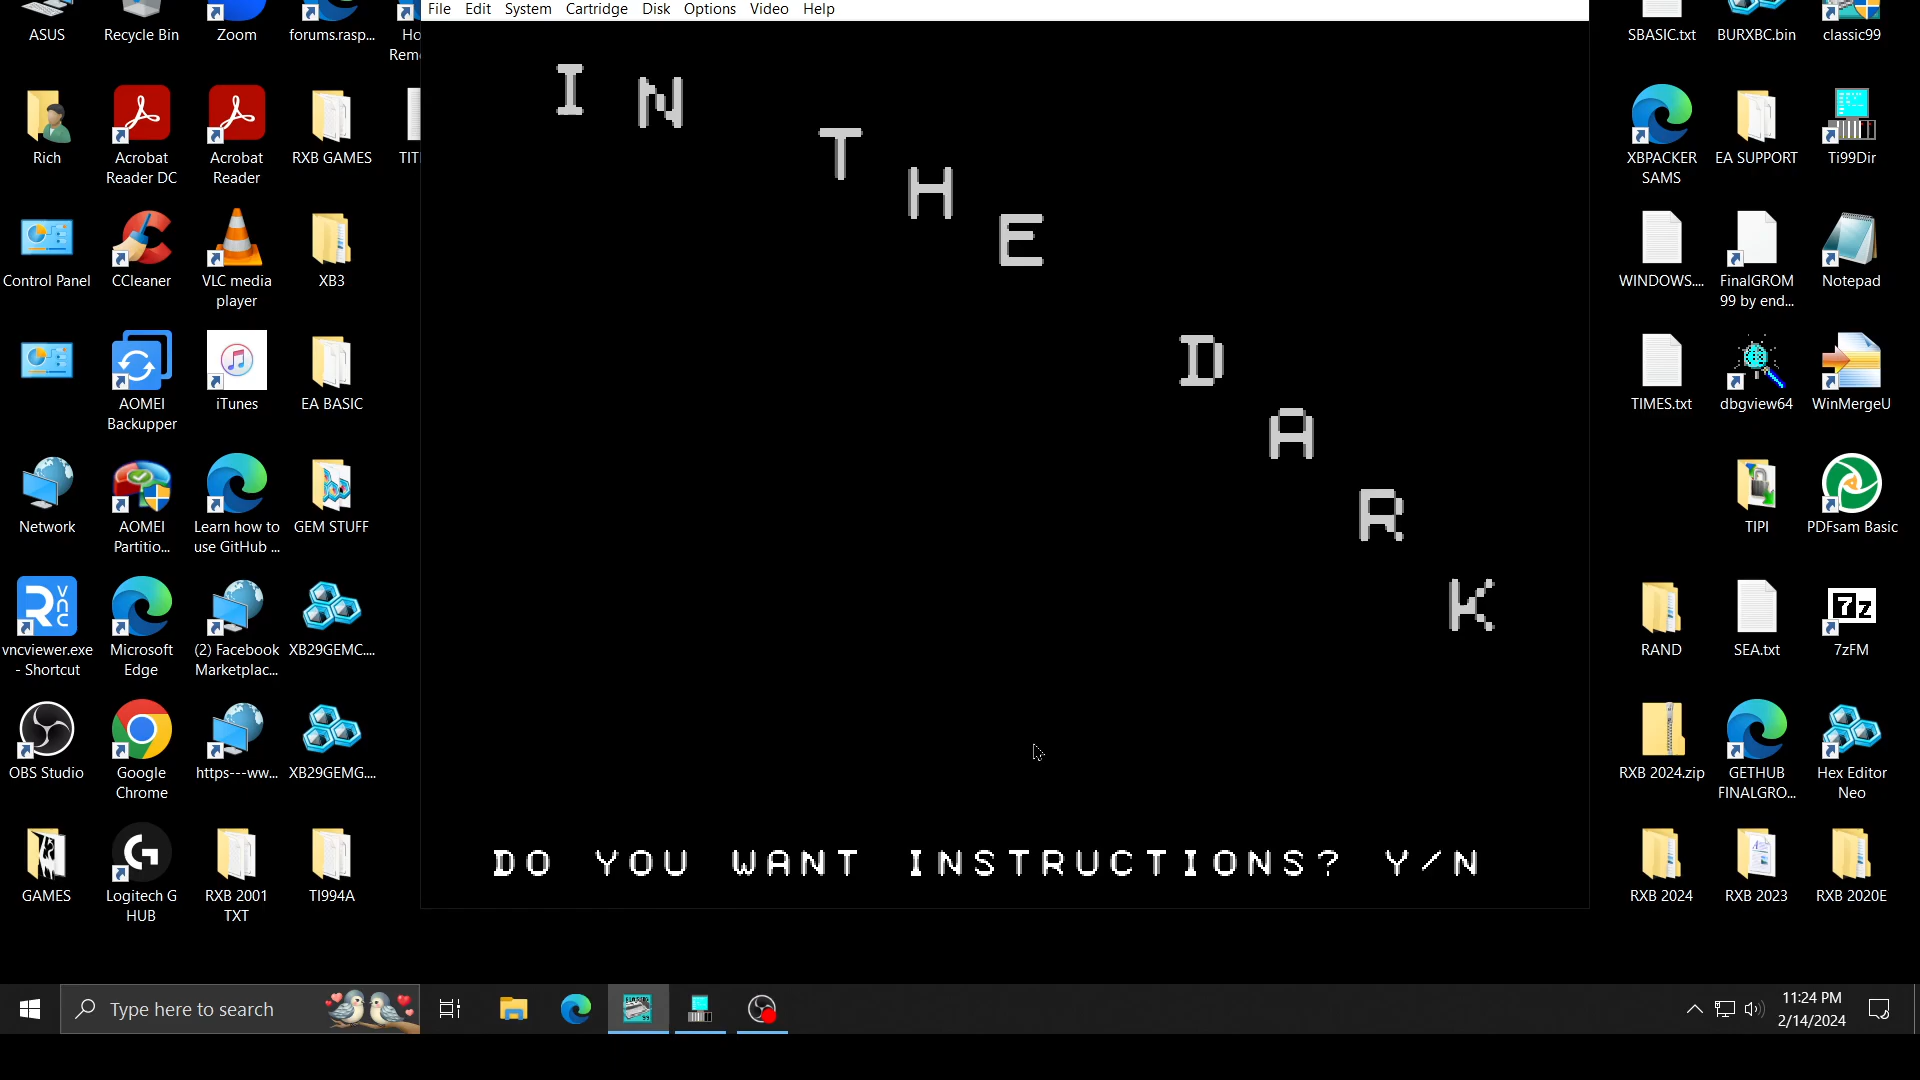 File Edit System Cartridge Disk Options Video Help
IN THE DARK
DO YOU WANT INSTRUCTIONS? Y/N
ASUS
Recycle Bin
Zoom
forums.rasp...
Ho
Rem
Rich
Acrobat
Reader DC
Acrobat
Reader
RXB GAMES
TIT
Control Panel
CCleaner
VLC media
player
XB3
AOMEI
Backupper
iTunes
EA BASIC
Network
AOMEI
Partitio...
Learn how to
use GitHub ...
GEM STUFF
vncviewer.exe
- Shortcut
Microsoft
Edge
(2) Facebook
Marketplac...
XB29GEMC....
OBS Studio
Google
Chrome
https---ww...
XB29GEMG....
GAMES
Logitech G
HUB
RXB 2001
TXT
TI994A
SBASIC.txt
BURXBC.bin
classic99
XBPACKER
SAMS
EA SUPPORT
Ti99Dir
WINDOWS....
FinalGROM
99 by end...
Notepad
TIMES.txt
dbgview64
WinMergeU
TIPI
PDFsam Basic
RAND
SEA.txt
7zFM
RXB 2024.zip
GETHUB
FINALGRO...
Hex Editor
Neo
RXB 2024
RXB 2023
RXB 2020E
Type here to search
11:24 PM
2/14/2024